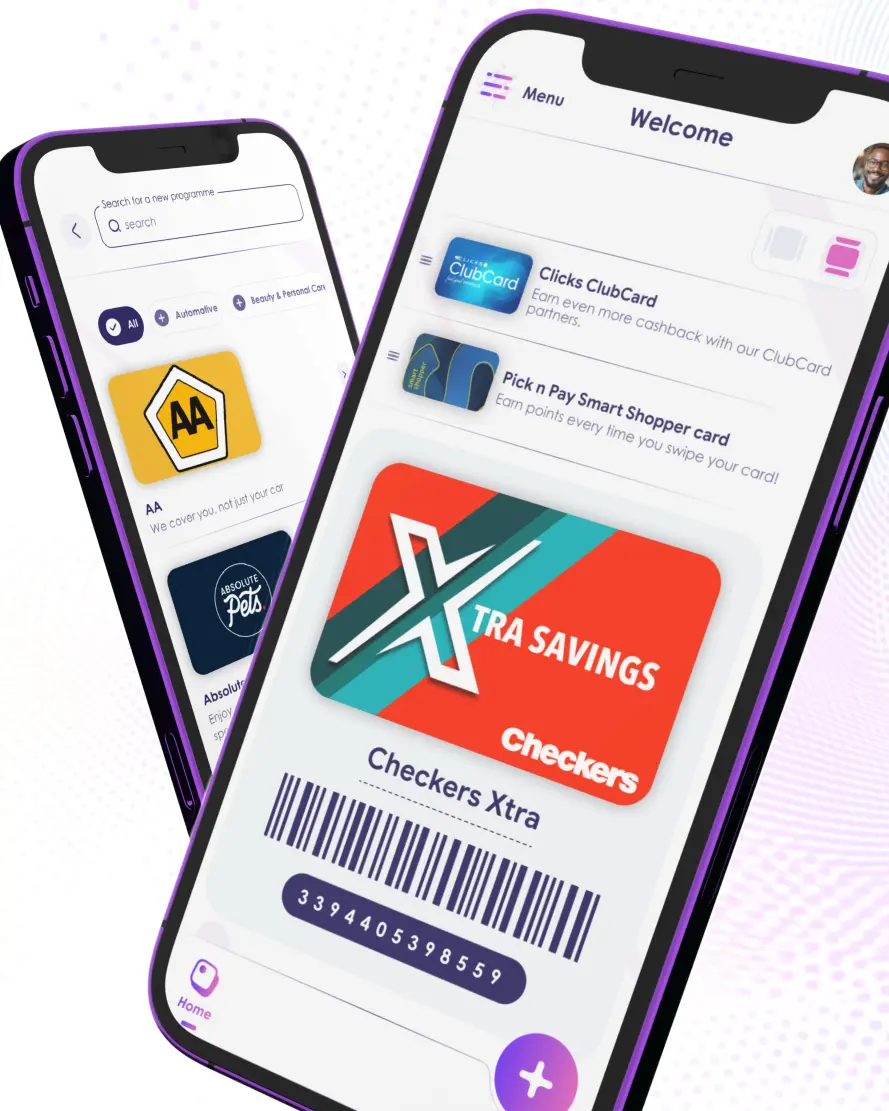 Search for a new programme
search
All
Automotive
Beauty & Personal Care
AA
AA
We cover you, not just your car
ABSOLUTE
Pets.
Enjoy
Menu
Welcome
CLICKS
ClubCard
Clicks ClubCard
Earn even more cashback with our ClubCard
partners.
smart
shopper
Pick n Pay Smart Shopper card
Earn points every time you swipe your card!
XTRA SAVINGS
Checkers
Checkers Xtra
3394405398559
Home